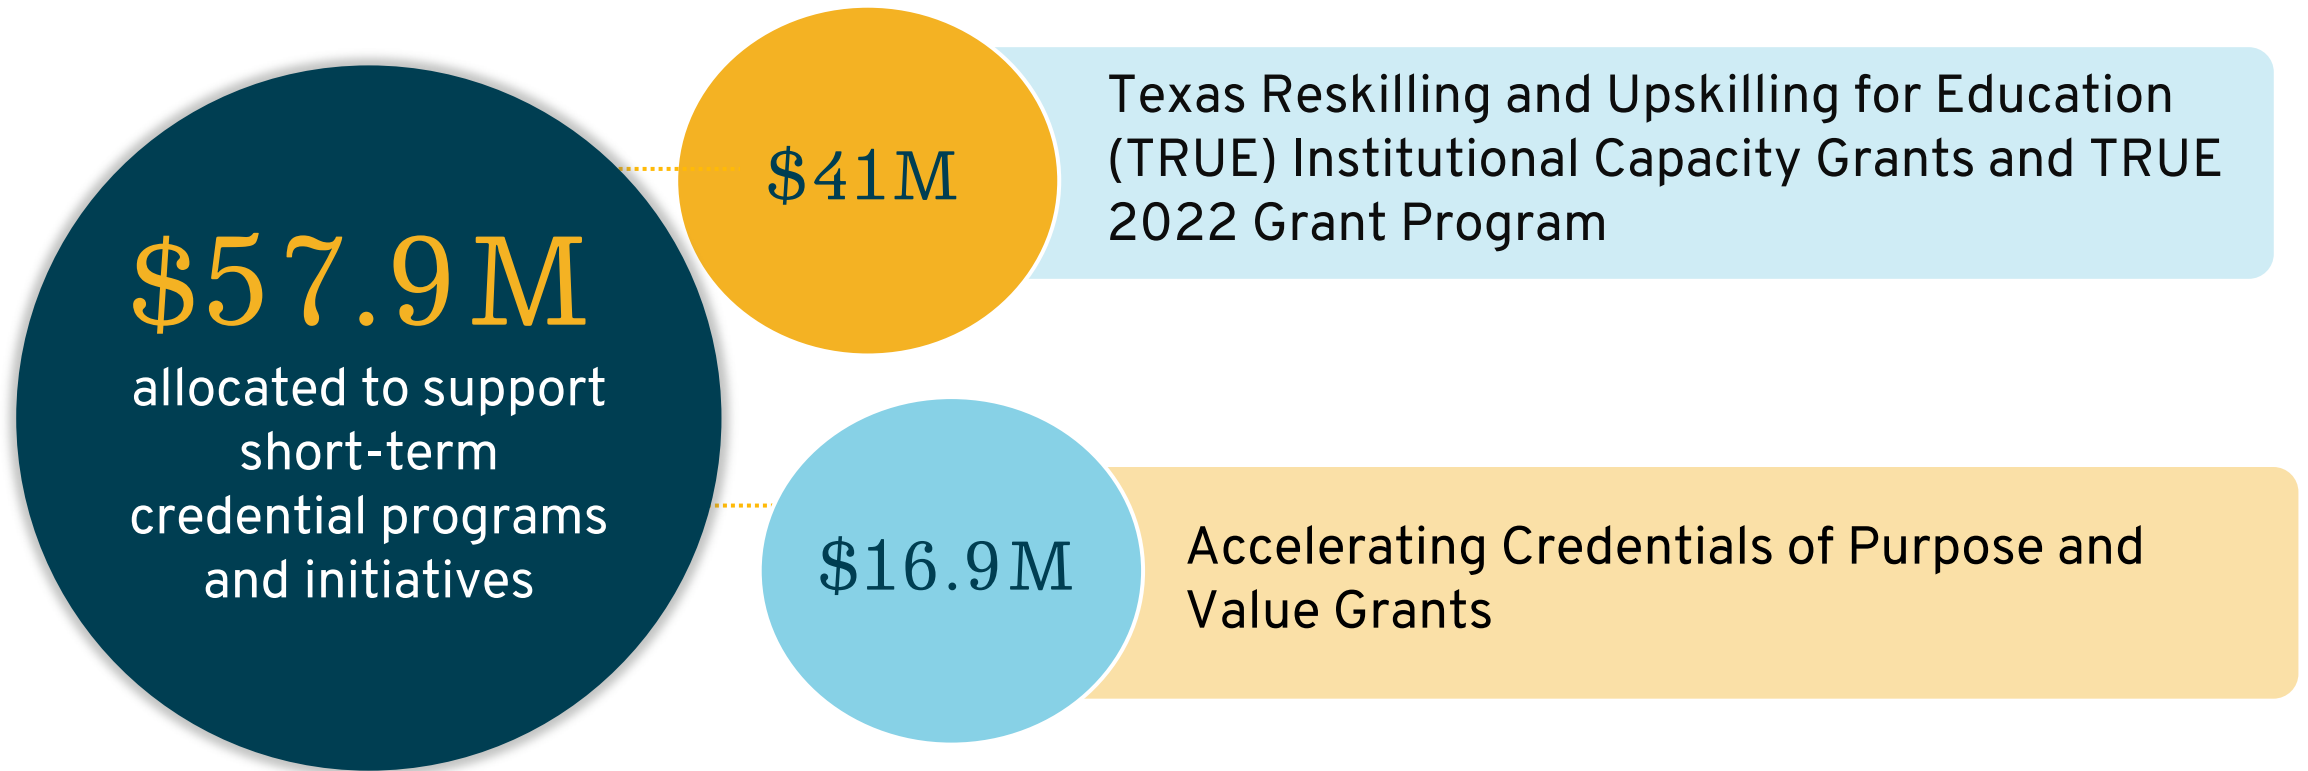 $57.9M
allocated to support
short-term
credential programs
and initiatives
$41M
Texas Reskilling and Upskilling for Education
(TRUE) Institutional Capacity Grants and TRUE
2022 Grant Program
$16.9M
Accelerating Credentials of Purpose and
Value Grants